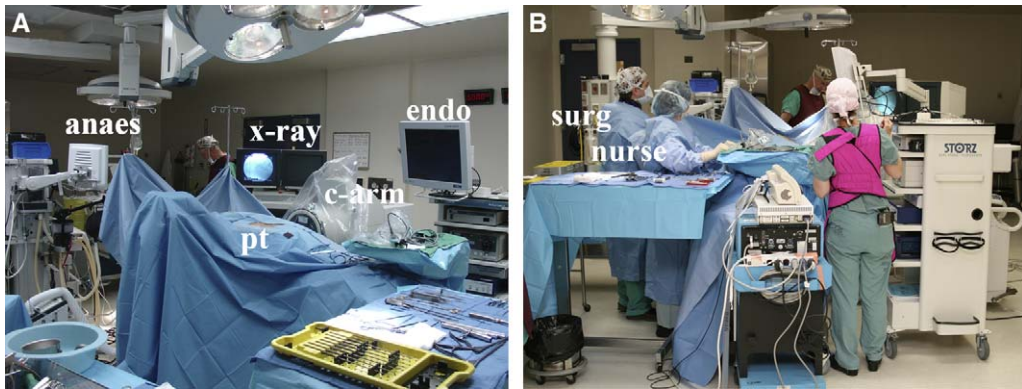 A
anaes
x-ray
endo
c-arm
pt
B
surg
nurse
STORZ